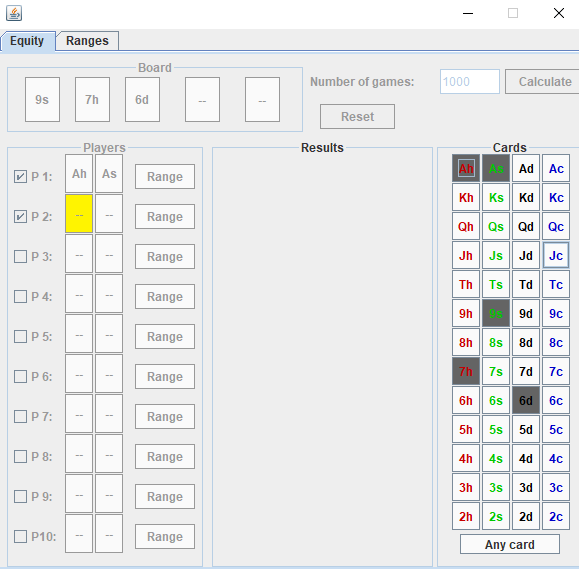 Equity Ranges
Board
9s 7h 6d -- --
Number of games: 1000 Calculate
Reset
Players
P 1: Ah As Range
P 2: -- -- Range
P 3: -- -- Range
P 4: -- -- Range
P 5: -- -- Range
P 6: -- -- Range
P 7: -- -- Range
P 8: -- -- Range
P 9: -- -- Range
P10: -- -- Range
Results
Cards
Ah As Ad Ac
Kh Ks Kd Kc
Qh Qs Qd Qc
Jh Js Jd Jc
Th Ts Td Tc
9h 9s 9d 9c
8h 8s 8d 8c
7h 7s 7d 7c
6h 6s 6d 6c
5h 5s 5d 5c
4h 4s 4d 4c
3h 3s 3d 3c
2h 2s 2d 2c
Any card